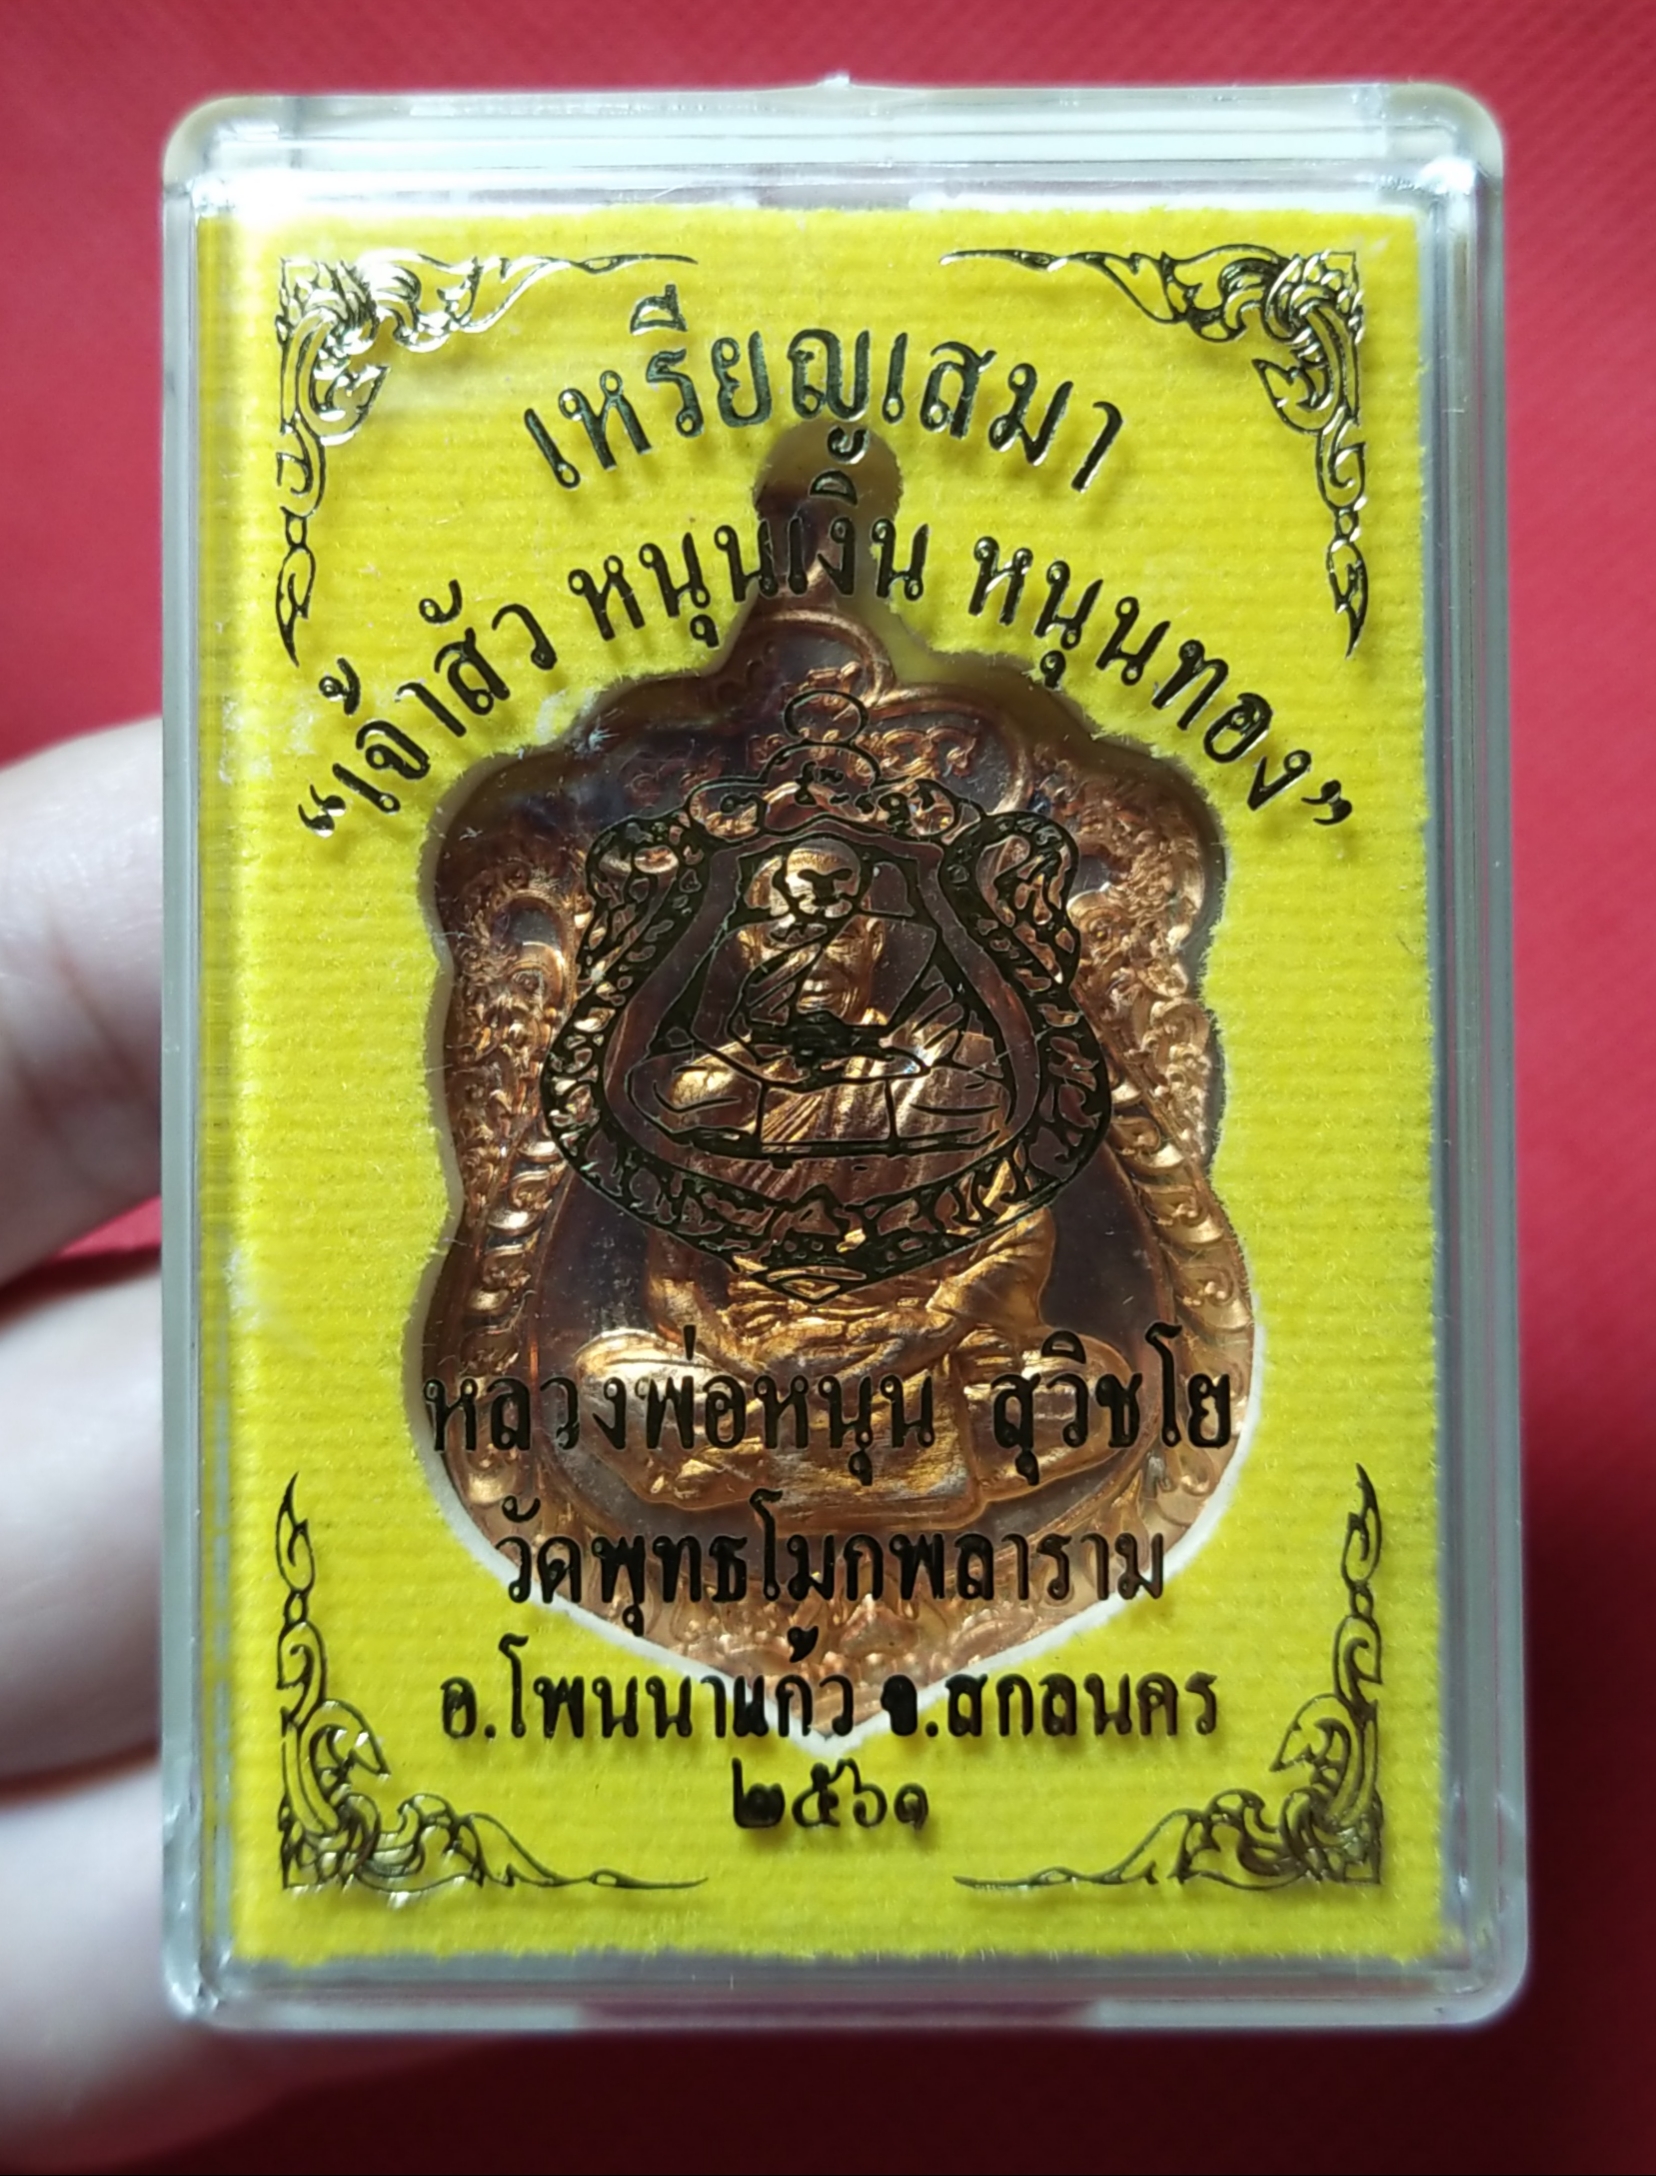 เหรียญเสมา
“เจ้าสัว หนุนเงิน หนุนทอง”
หลวงพ่อหนุน สุวิชโย
วัดพุทธโมกพลาราม
อ.โพนนาแก้ว จ.สกลนคร
๒๕๖๑